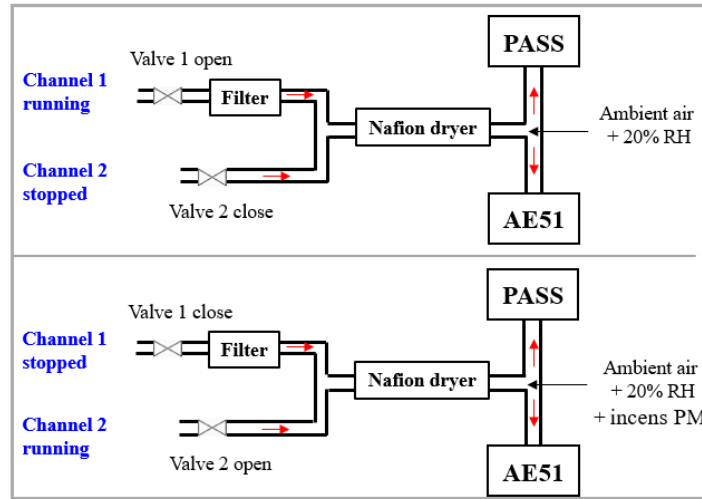 PASS
Valve 1 open
Channel 1
running
Filter
Nafion dryer
Ambient air
+ 20% RH
Channel 2
stopped
Valve 2 close
AE51
PASS
Valve 1 close
Channel 1
stopped
Filter
Nafion dryer
Ambient air
+ 20% RH
+ incens PM
Channel 2
running
Valve 2 open
AE51